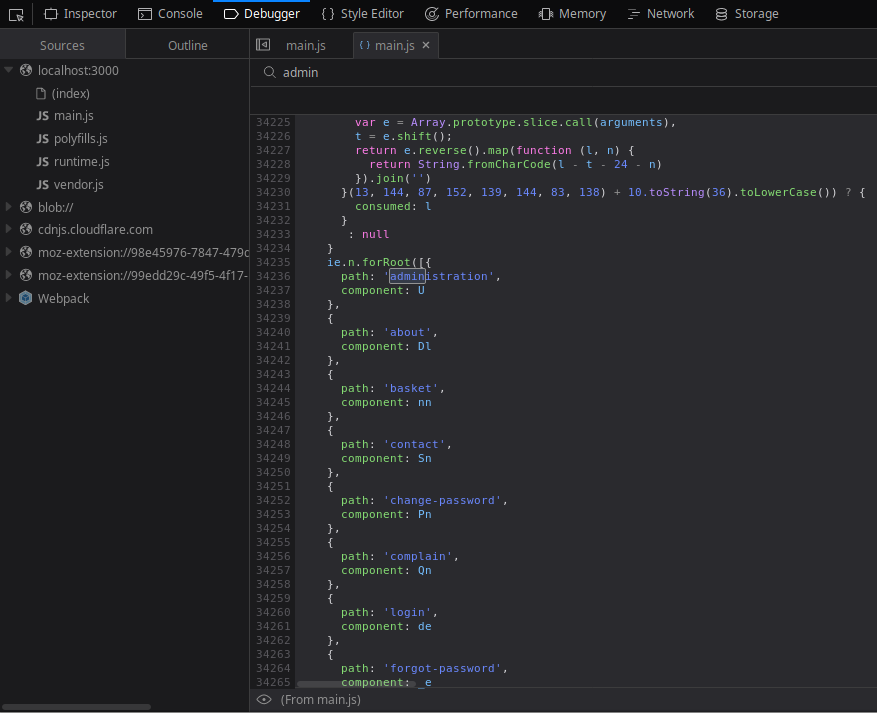 Inspector Console Debugger Style Editor Performance Memory Network Storage
Sources Outline main.js main.js
localhost:3000
(index)
JS main.js
JS polyfills.js
JS runtime.js
JS vendor.js
blob://
cdnjs.cloudflare.com
moz-extension://98e45976-7847-479c
moz-extension://99edd29c-49f5-4f17-
Webpack
admin
34225 var e = Array.prototype.slice.call(arguments),
34226 t = e.shift();
34227 return e.reverse().map(function (l, n) {
34228 return String.fromCharCode(l - t - 24 - n)
34229 }).join('')
34230 }(13, 144, 87, 152, 139, 144, 83, 138) + 10.toString(36).toLowerCase()) ? {
34231 consumed: l
34232 }
34233 : null
34234 }
34235 ie.n.forRoot([{
34236 path: 'administration',
34237 component: U
34238 },
34239 {
34240 path: 'about',
34241 component: Dl
34242 },
34243 {
34244 path: 'basket',
34245 component: nn
34246 },
34247 {
34248 path: 'contact',
34249 component: Sn
34250 },
34251 {
34252 path: 'change-password',
34253 component: Pn
34254 },
34255 {
34256 path: 'complain',
34257 component: Qn
34258 },
34259 {
34260 path: 'login',
34261 component: de
34262 },
34263 {
34264 path: 'forgot-password',
34265 component: _e
(From main.js)